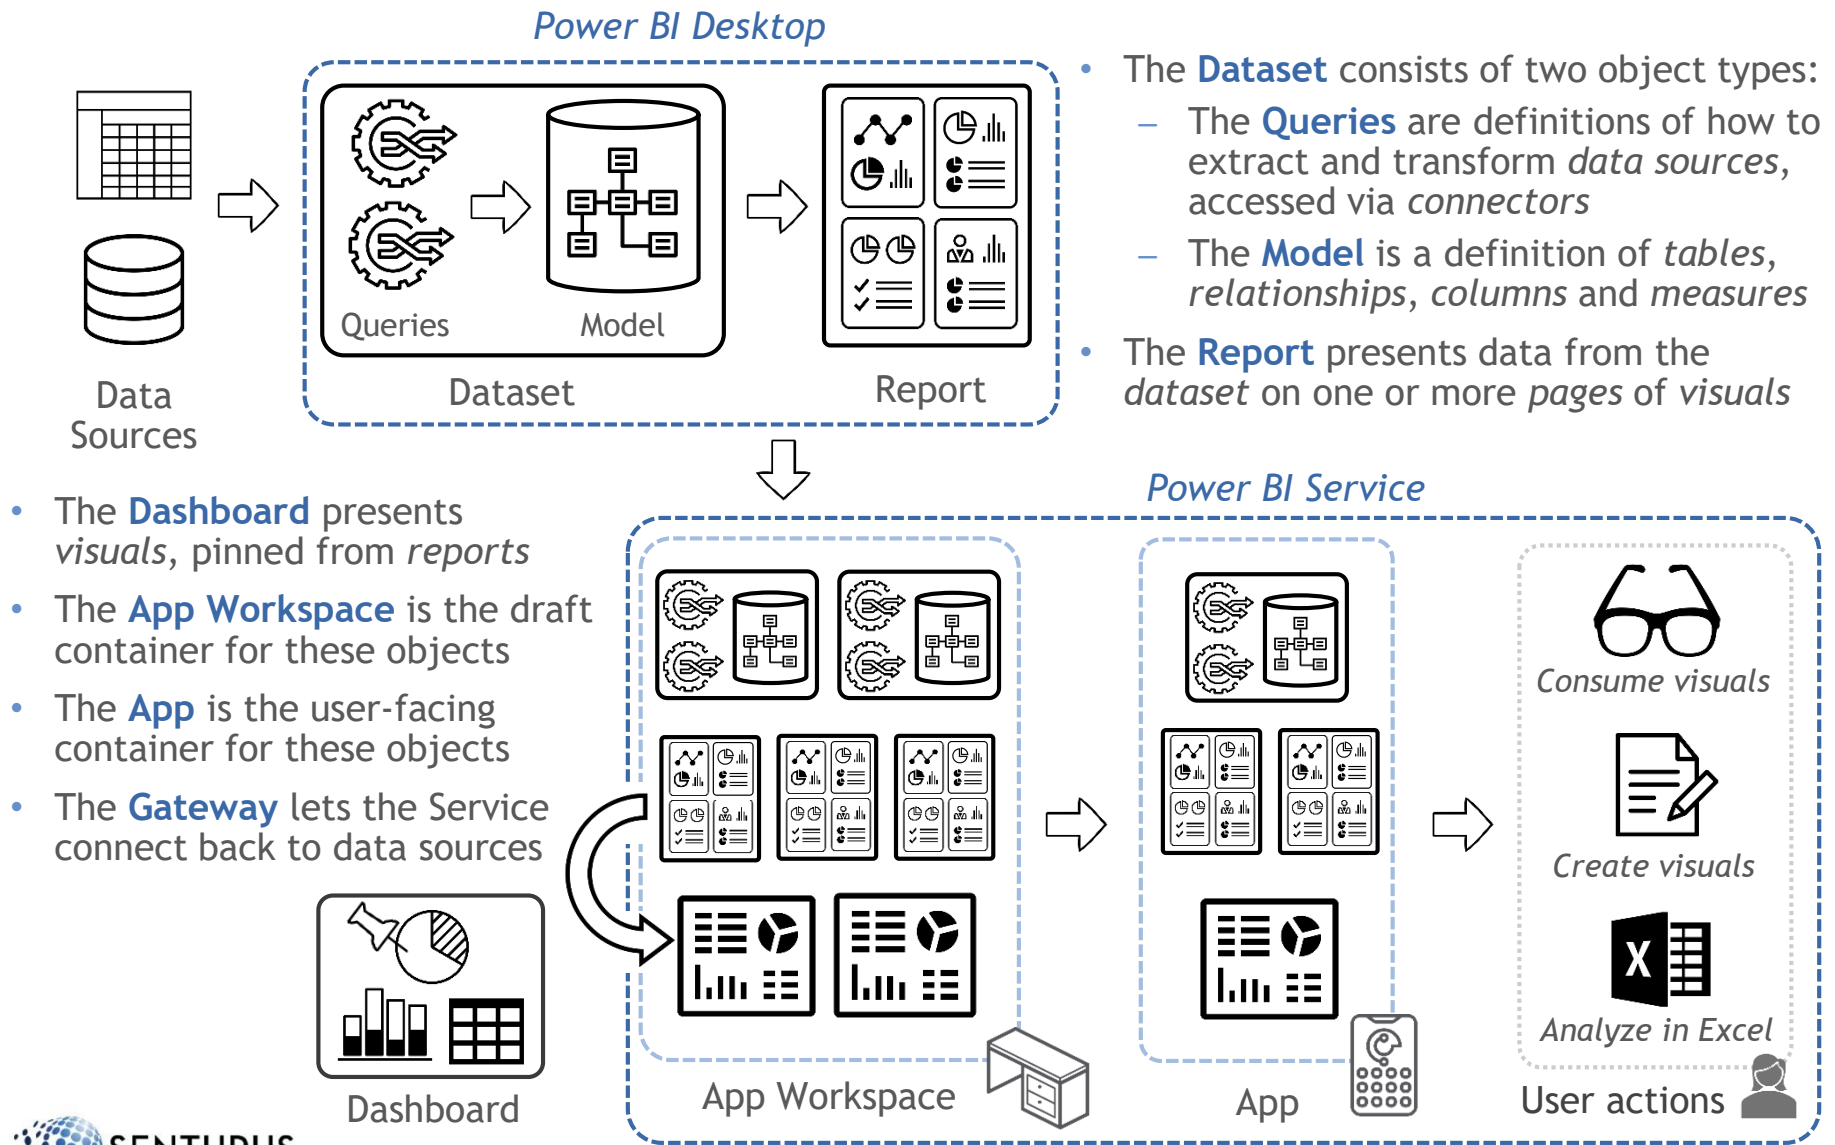 Power BI Desktop
Queries
Model
Dataset
Report
Data
Sources
• The Dataset consists of two object types:
– The Queries are definitions of how to
extract and transform data sources,
accessed via connectors
– The Model is a definition of tables,
relationships, columns and measures
• The Report presents data from the
dataset on one or more pages of visuals
• The Dashboard presents
visuals, pinned from reports
• The App Workspace is the draft
container for these objects
• The App is the user-facing
container for these objects
• The Gateway lets the Service
connect back to data sources
Dashboard
Power BI Service
App Workspace
App
Consume visuals
Create visuals
X
Analyze in Excel
User actions
SENTURUS